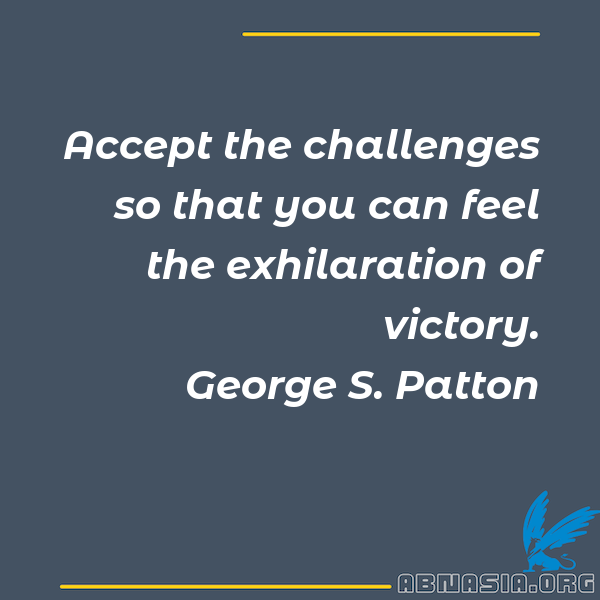 Accept the challenges
so that you can feel
the exhilaration of
victory.
George S. Patton
ABNASIA.ORG